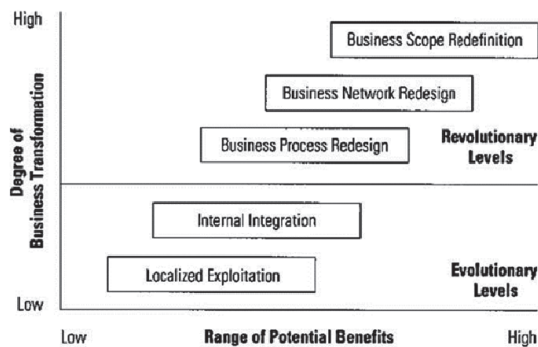 High
Business Scope Redefinition
Business Network Redesign
Business Process Redesign
Revolutionary
Levels
Degree of
Business Transformation
Internal Integration
Localized Exploitation
Evolutionary
Levels
Low
Low
Range of Potential Benefits
High